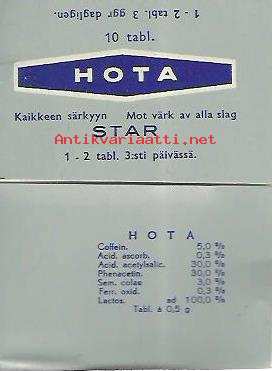 1 - 2 tabl. 3 ggr dagligen.
10 tabl.
HOTA
Kaikkeen särkyyn Mot värk av alla slag
Antikvariaatti.net
STAR
1 - 2 tabl. 3:sti päivässä.
HOTA
Coffein. 5,0 %
Acid. ascorb. 0,3 %
Acid. acetylsalic. 30,0 %
Phenacetin. 30,0 %
Sem. colae 3,0 %
Ferr. oxid. 0,3 %
Lactos. ad 100,0 %
Tabl. à 0,5 g